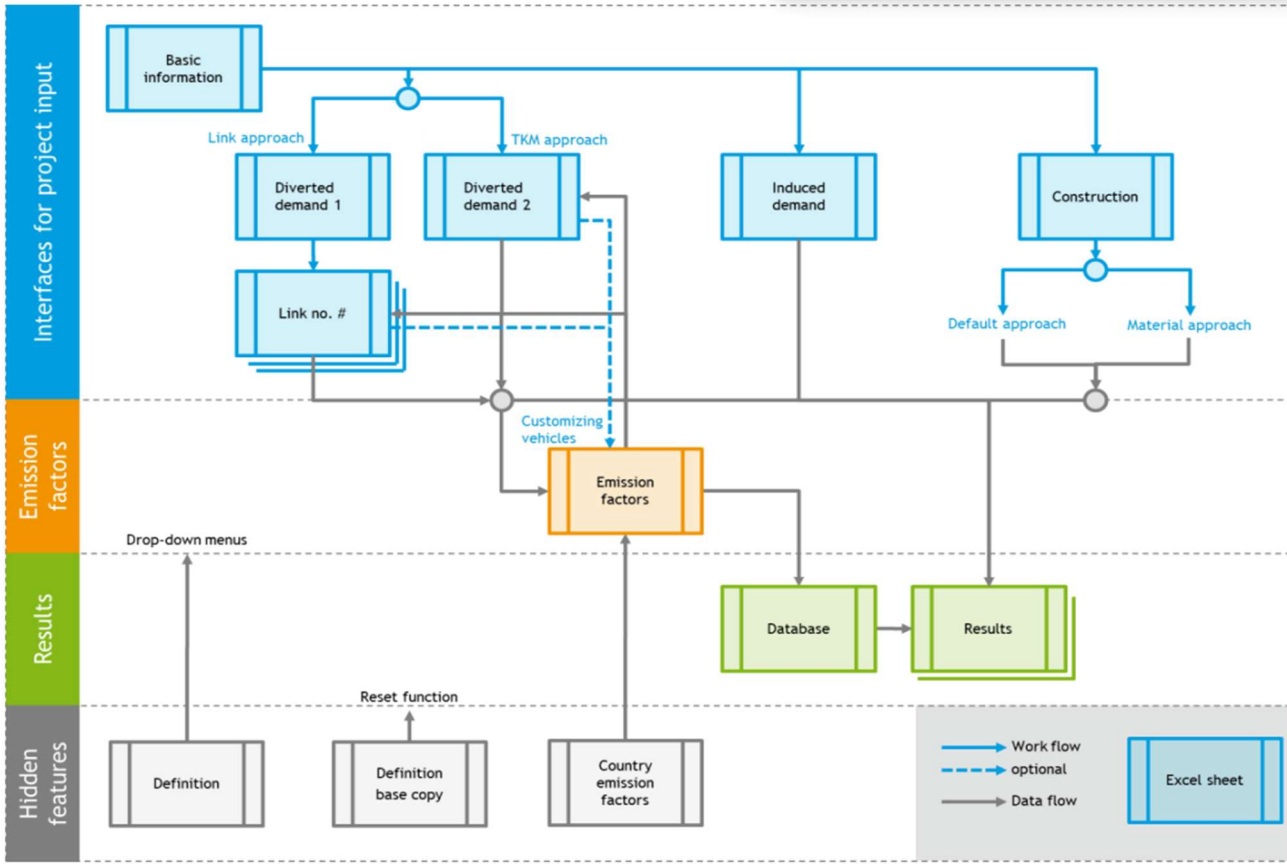 Interfaces for project input
Basic
information
Link approach
TKM approach
Diverted
demand 1
Diverted
demand 2
Induced
demand
Construction
Link no. #
Default approach
Material approach
Emission
factors
Customizing
vehicles
Emission
factors
Drop-down menus
Results
Database
Results
Reset function
Hidden
features
Definition
Definition
base copy
Country
emission
factors
Work flow
optional
Data flow
Excel sheet